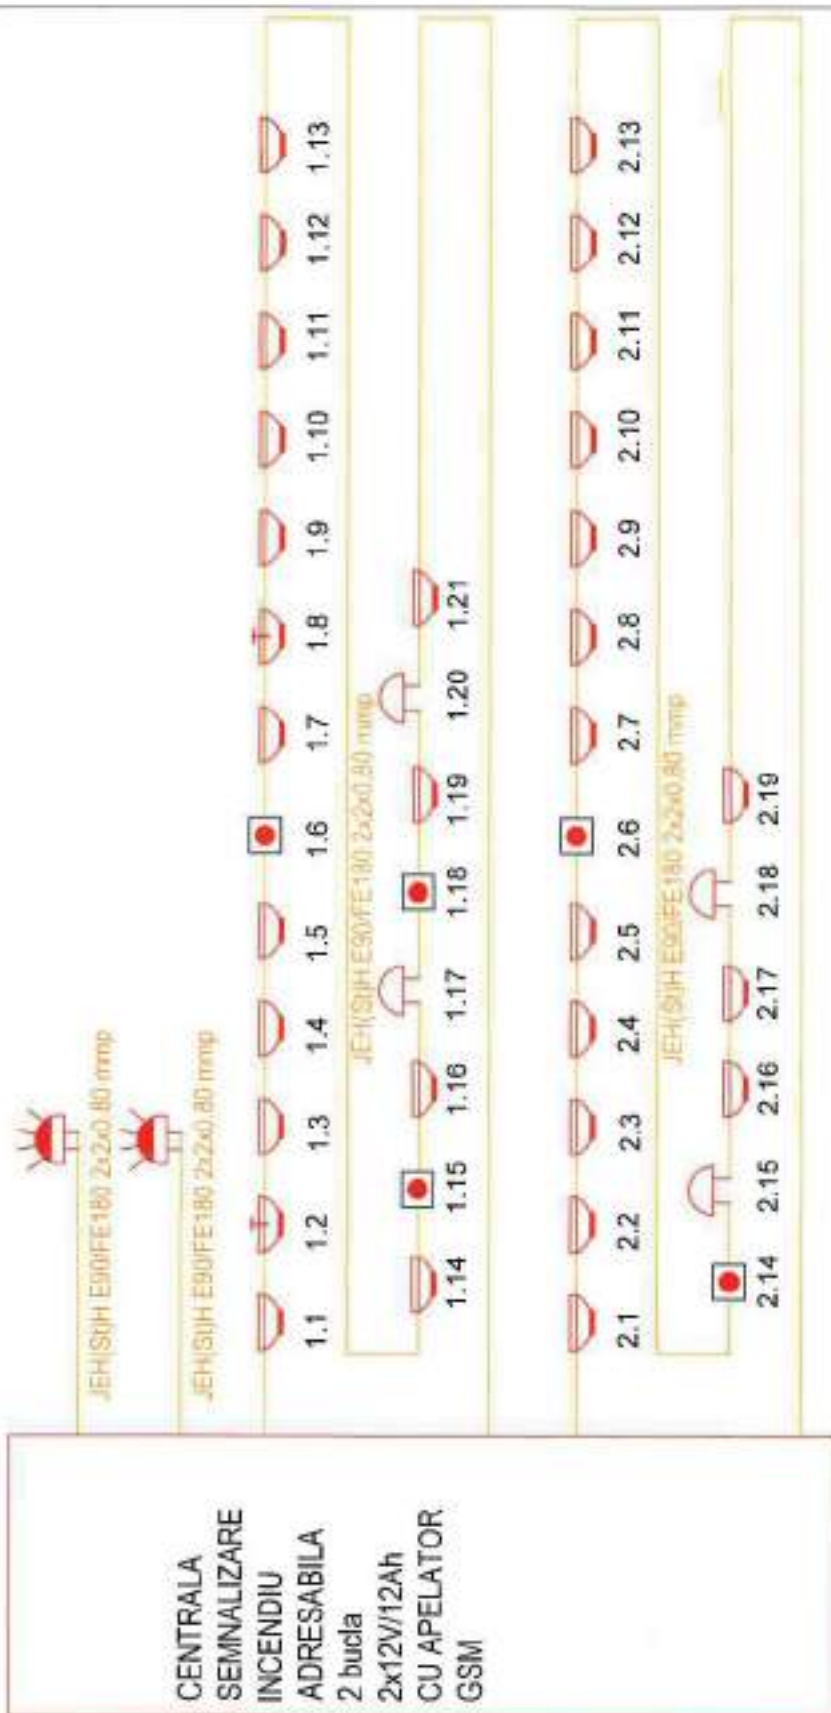 CENTRALA
SEMNALIZARE
INCENDIU
ADRESABILA
2 bucla
2x12V/12Ah
CU APELATOR
GSM
JEH(St)H E90/FE180 2x2x0.80 mmp
JEH(St)H E90/FE180 2x2x0.80 mmp
1.1 1.2 1.3 1.4 1.5 1.6 1.7 1.8 1.9 1.10 1.11 1.12 1.13
JEH(St)H E90/FE180 2x2x0.80 mmp
1.14 1.15 1.16 1.17 1.18 1.19 1.20 1.21
2.1 2.2 2.3 2.4 2.5 2.6 2.7 2.8 2.9 2.10 2.11 2.12 2.13
JEH(St)H E90/FE180 2x2x0.80 mmp
2.14 2.15 2.16 2.17 2.18 2.19